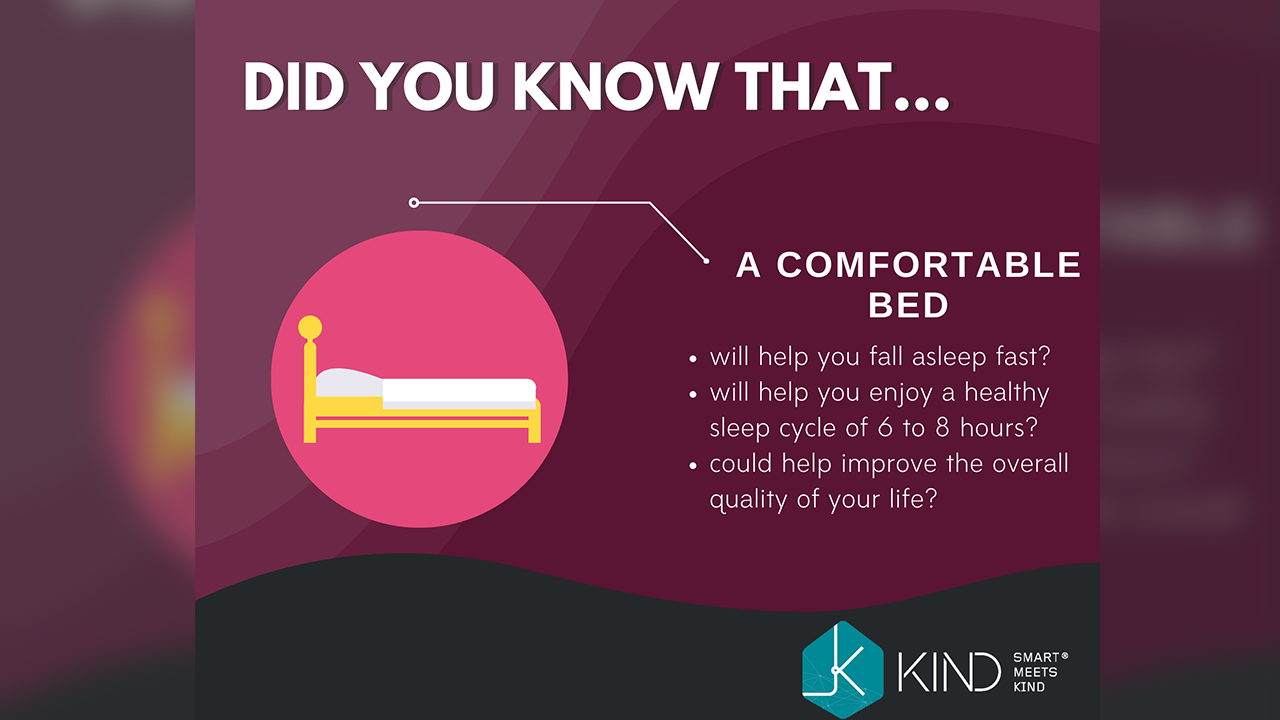 DID YOU KNOW THAT...
A COMFORTABLE
BED
• will help you fall asleep fast?
• will help you enjoy a healthy
sleep cycle of 6 to 8 hours?
• could help improve the overall
quality of your life?
KIND
SMART®
MEETS
KIND